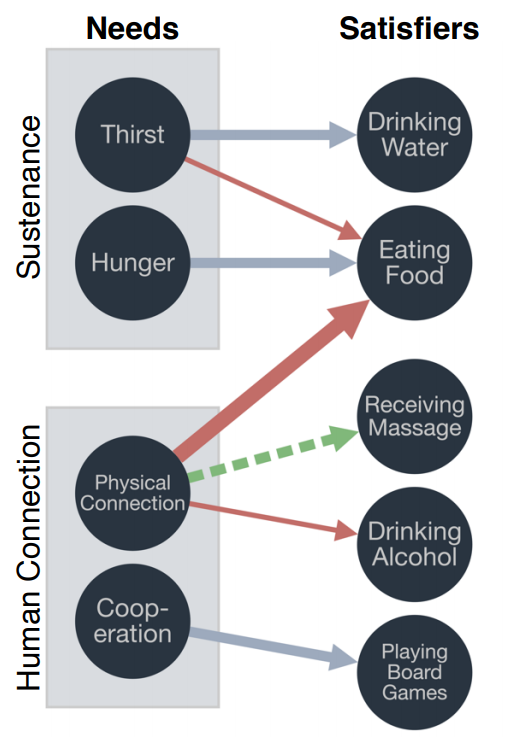 Needs
Satisfiers
Sustenance
Thirst
Hunger
Drinking
Water
Eating
Food
Human Connection
Physical
Connection
Coop-
eration
Receiving
Massage
Drinking
Alcohol
Playing
Board
Games